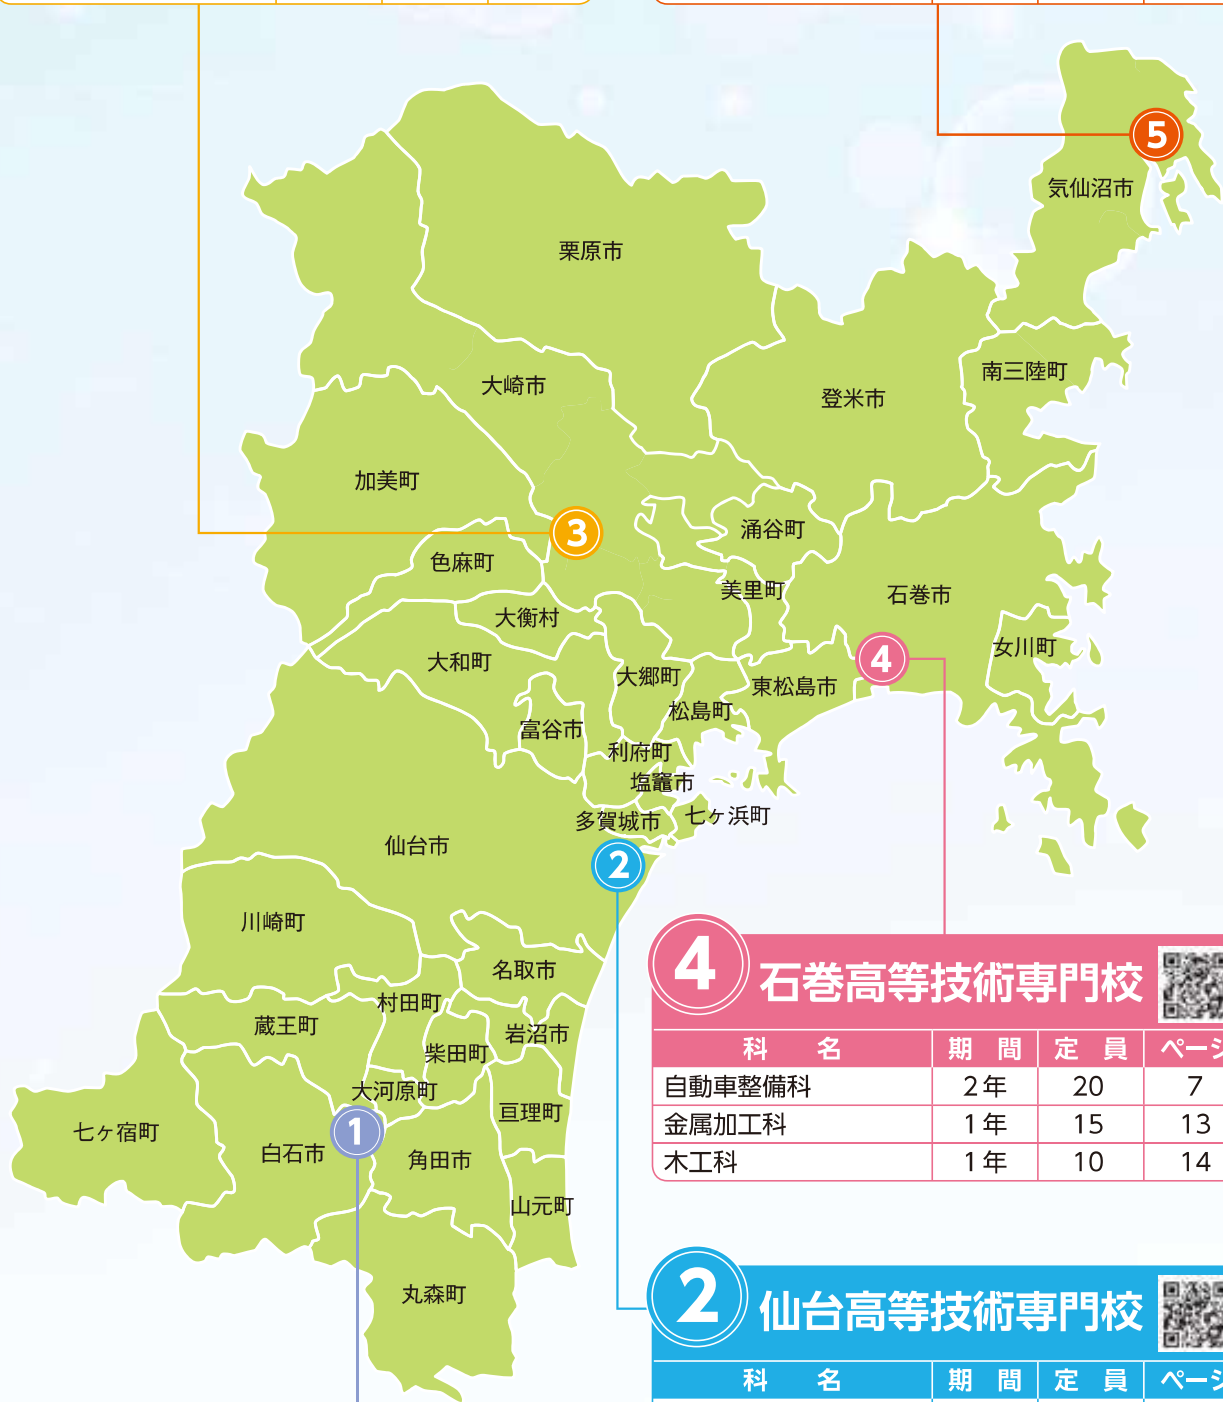 5
気仙沼市
栗原市
南三陸町
大崎市
登米市
加美町
3
涌谷町
色麻町
美里町
石巻市
大衡村
女川町
大和町
4
大郷町
東松島市
松島町
富谷市
利府町
塩竈市
七ヶ浜町
多賀城市
仙台市
2
川崎町
名取市
村田町
蔵王町
岩沼市
柴田町
大河原町
亘理町
七ヶ宿町
1
白石市
角田市
山元町
丸森町
4 石巻高等技術専門校
科 名 期 間 定 員 ページ
自動車整備科 2年 20 7
金属加工科 1年 15 13
木工科 1年 10 14
2 仙台高等技術専門校
科 名 期 間 定 員 ページ